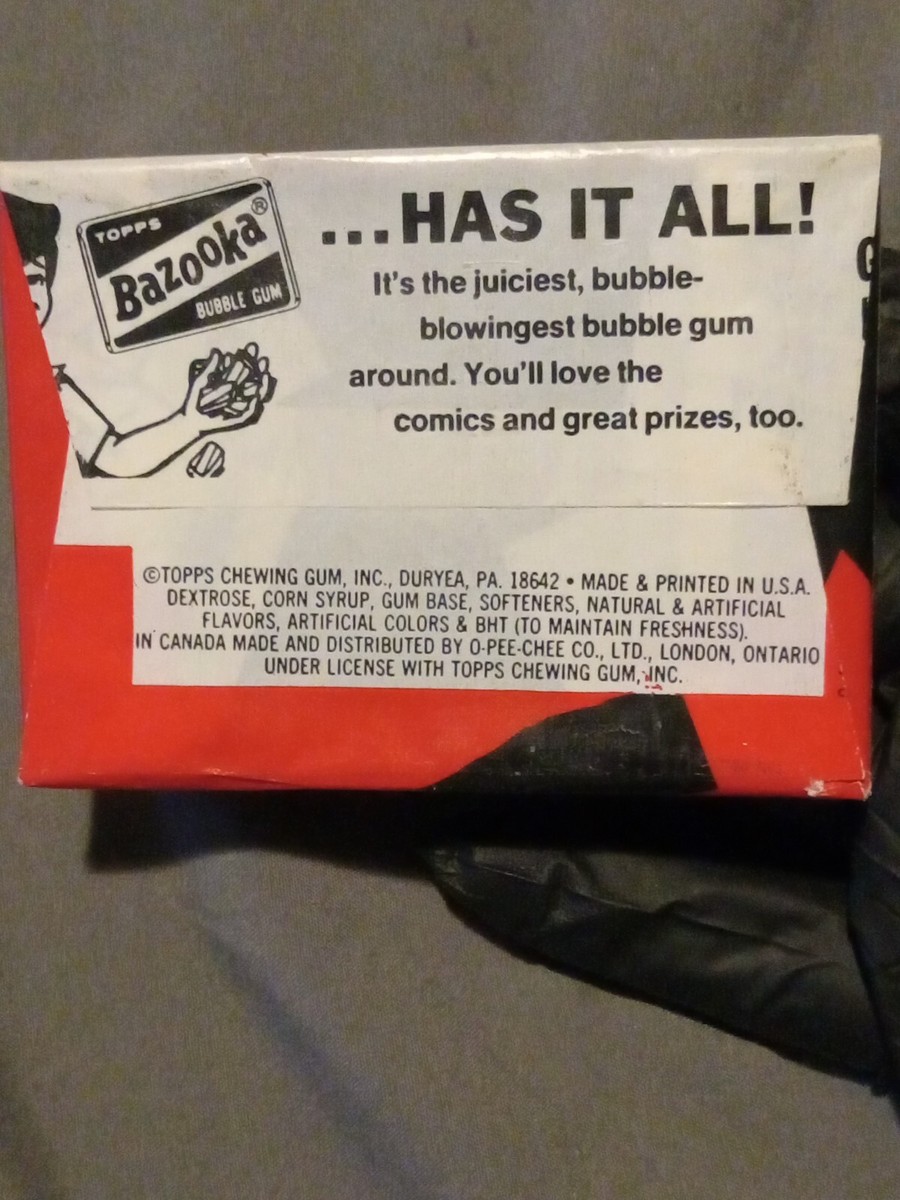 TOPPS
Bazooka®
BUBBLE GUM
...HAS IT ALL!
It's the juiciest, bubble-
blowingest bubble gum
around. You'll love the
comics and great prizes, too.
©TOPPS CHEWING GUM, INC., DURYEA, PA. 18642 • MADE & PRINTED IN U.S.A.
DEXTROSE, CORN SYRUP, GUM BASE, SOFTENERS, NATURAL & ARTIFICIAL
FLAVORS, ARTIFICIAL COLORS & BHT (TO MAINTAIN FRESHNESS).
IN CANADA MADE AND DISTRIBUTED BY O-PEE-CHEE CO., LTD., LONDON, ONTARIO
UNDER LICENSE WITH TOPPS CHEWING GUM, INC.